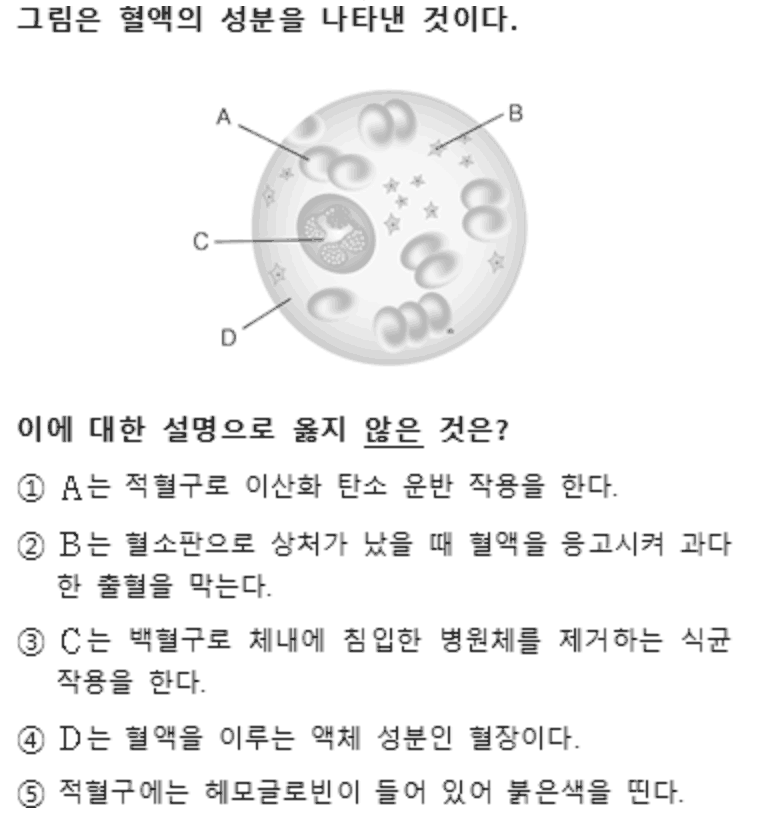 그림은 혈액의 성분을 나타낸 것이다.
A
B
C
D
이에 대한 설명으로 옳지 않은 것은?
① A는 적혈구로 이산화 탄소 운반 작용을 한다.
② B는 혈소판으로 상처가 났을 때 혈액을 응고시켜 과다
한 출혈을 막는다.
③ C는 백혈구로 체내에 침입한 병원체를 제거하는 식균
작용을 한다.
④ D는 혈액을 이루는 액체 성분인 혈장이다.
⑤ 적혈구에는 헤모글로빈이 들어 있어 붉은색을 띤다.